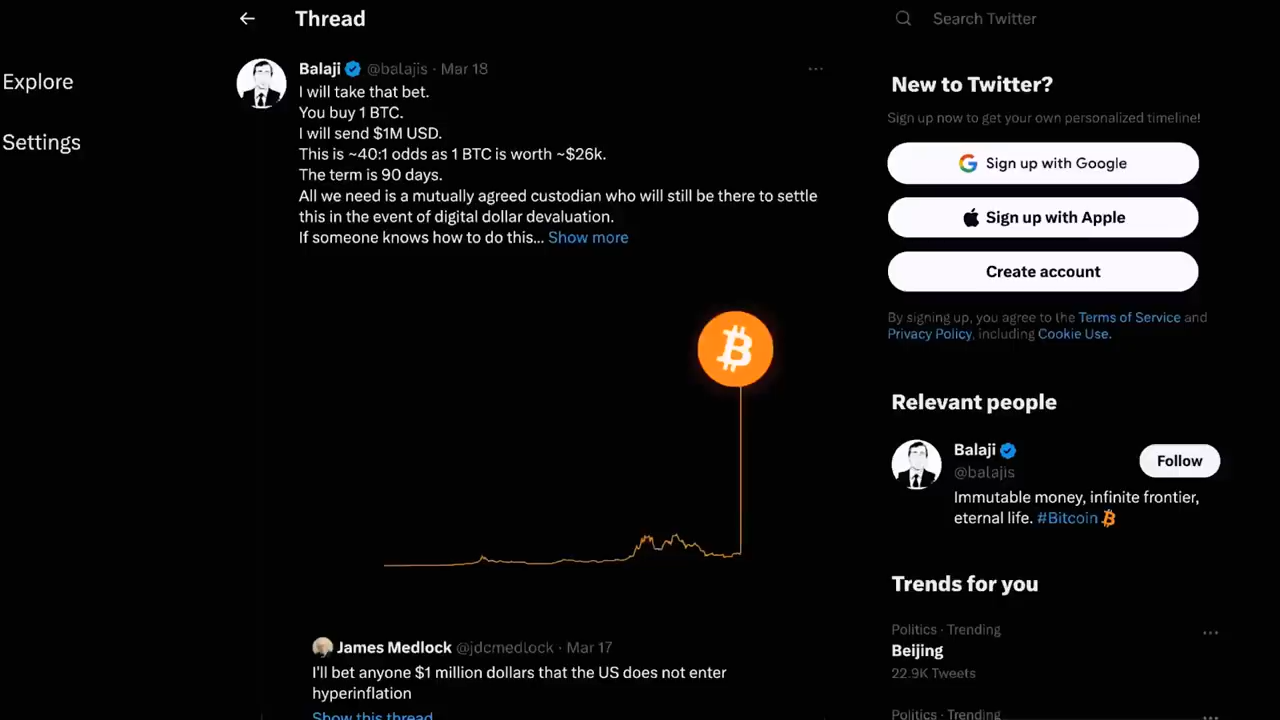 Explore
Settings
Thread
Balaji @balajis · Mar 18
I will take that bet.
You buy 1 BTC.
I will send $1M USD.
This is ~40:1 odds as 1 BTC is worth ~$26k.
The term is 90 days.
All we need is a mutually agreed custodian who will still be there to settle
this in the event of digital dollar devaluation.
If someone knows how to do this... Show more
James Medlock @jdcmedlock · Mar 17
I'll bet anyone $1 million dollars that the US does not enter
hyperinflation
Show this thread
Search Twitter
New to Twitter?
Sign up now to get your own personalized timeline!
Sign up with Google
Sign up with Apple
Create account
By signing up, you agree to the Terms of Service and
Privacy Policy, including Cookie Use.
Relevant people
Balaji
@balajis
Follow
Immutable money, infinite frontier,
eternal life. #Bitcoin
Trends for you
Politics · Trending
Beijing
22.9K Tweets
Politics · Trending